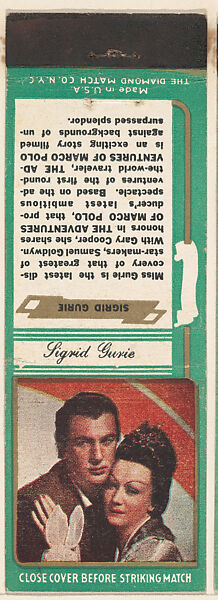 Made in U.S.A.
THE DIAMOND MATCH CO. N.Y.C.
SIGRID GURIE
Miss Gurie is the latest dis-
covery of that greatest of
star-makers, Samuel Goldwyn.
With Gary Cooper, she shares
honors in THE ADVENTURES
OF MARCO POLO, that pro-
ducer's latest ambitious
spectacle. Based on the ad-
ventures of the first round-
the-world traveler, THE AD-
VENTURES OF MARCO POLO
is an exciting story filmed
against backgrounds of un-
surpassed splendor.
Sigrid Gurie
CLOSE COVER BEFORE STRIKING MATCH